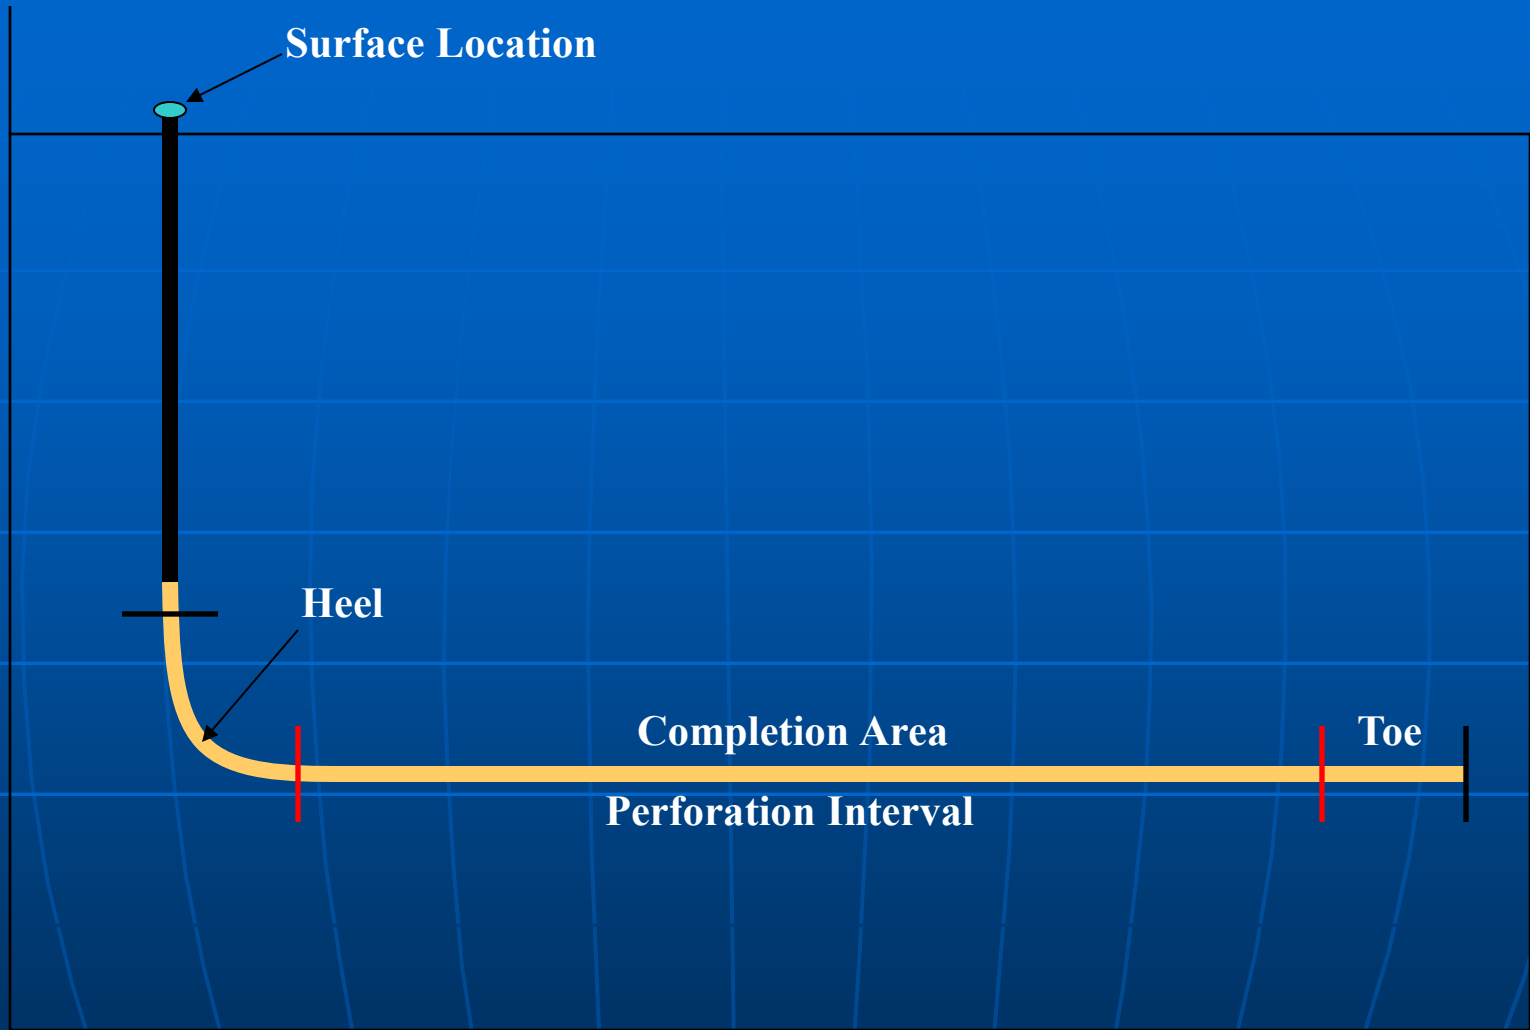 Surface Location
Heel
Completion Area
Toe
Perforation Interval